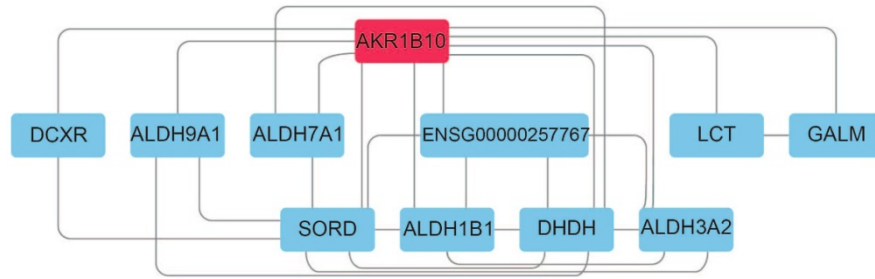 AKR1B10
DCXR ALDH9A1 ALDH7A1 ENSG00000257767 LCT GALM
SORD ALDH1B1 DHDH ALDH3A2